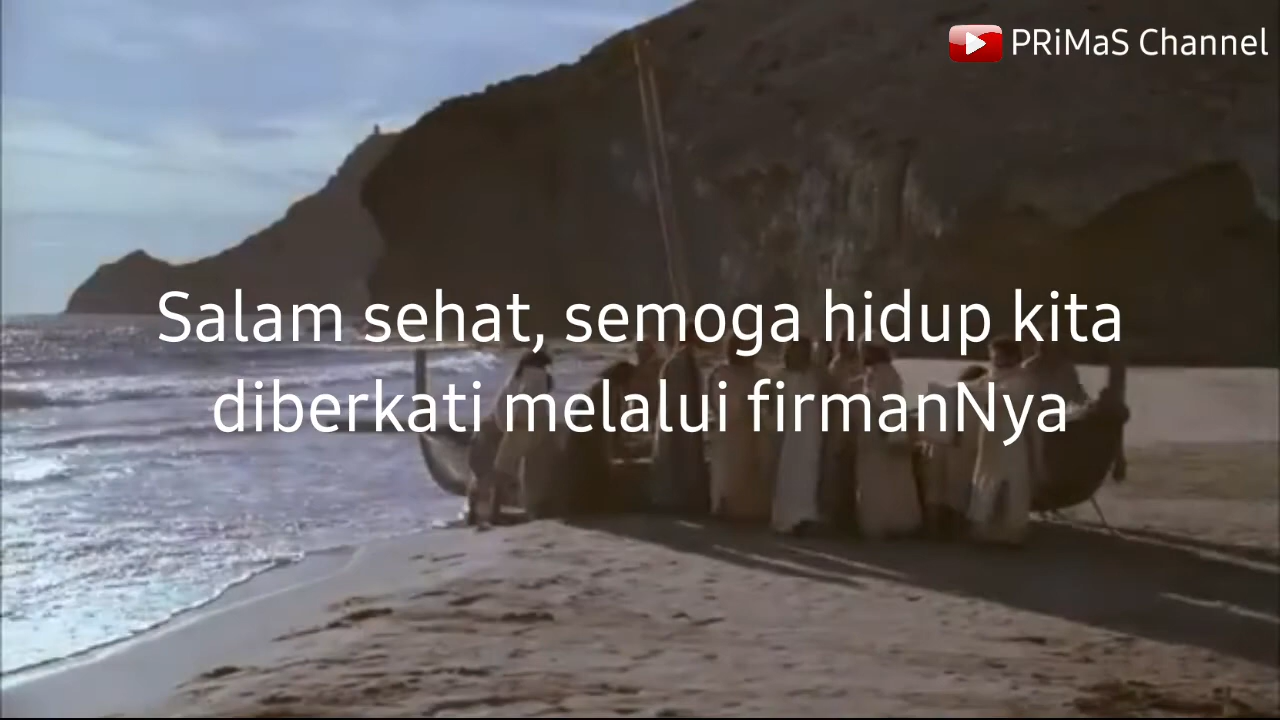 PRiMaS Channel
Salam sehat, semoga hidup kita
diberkati melalui firmanNya